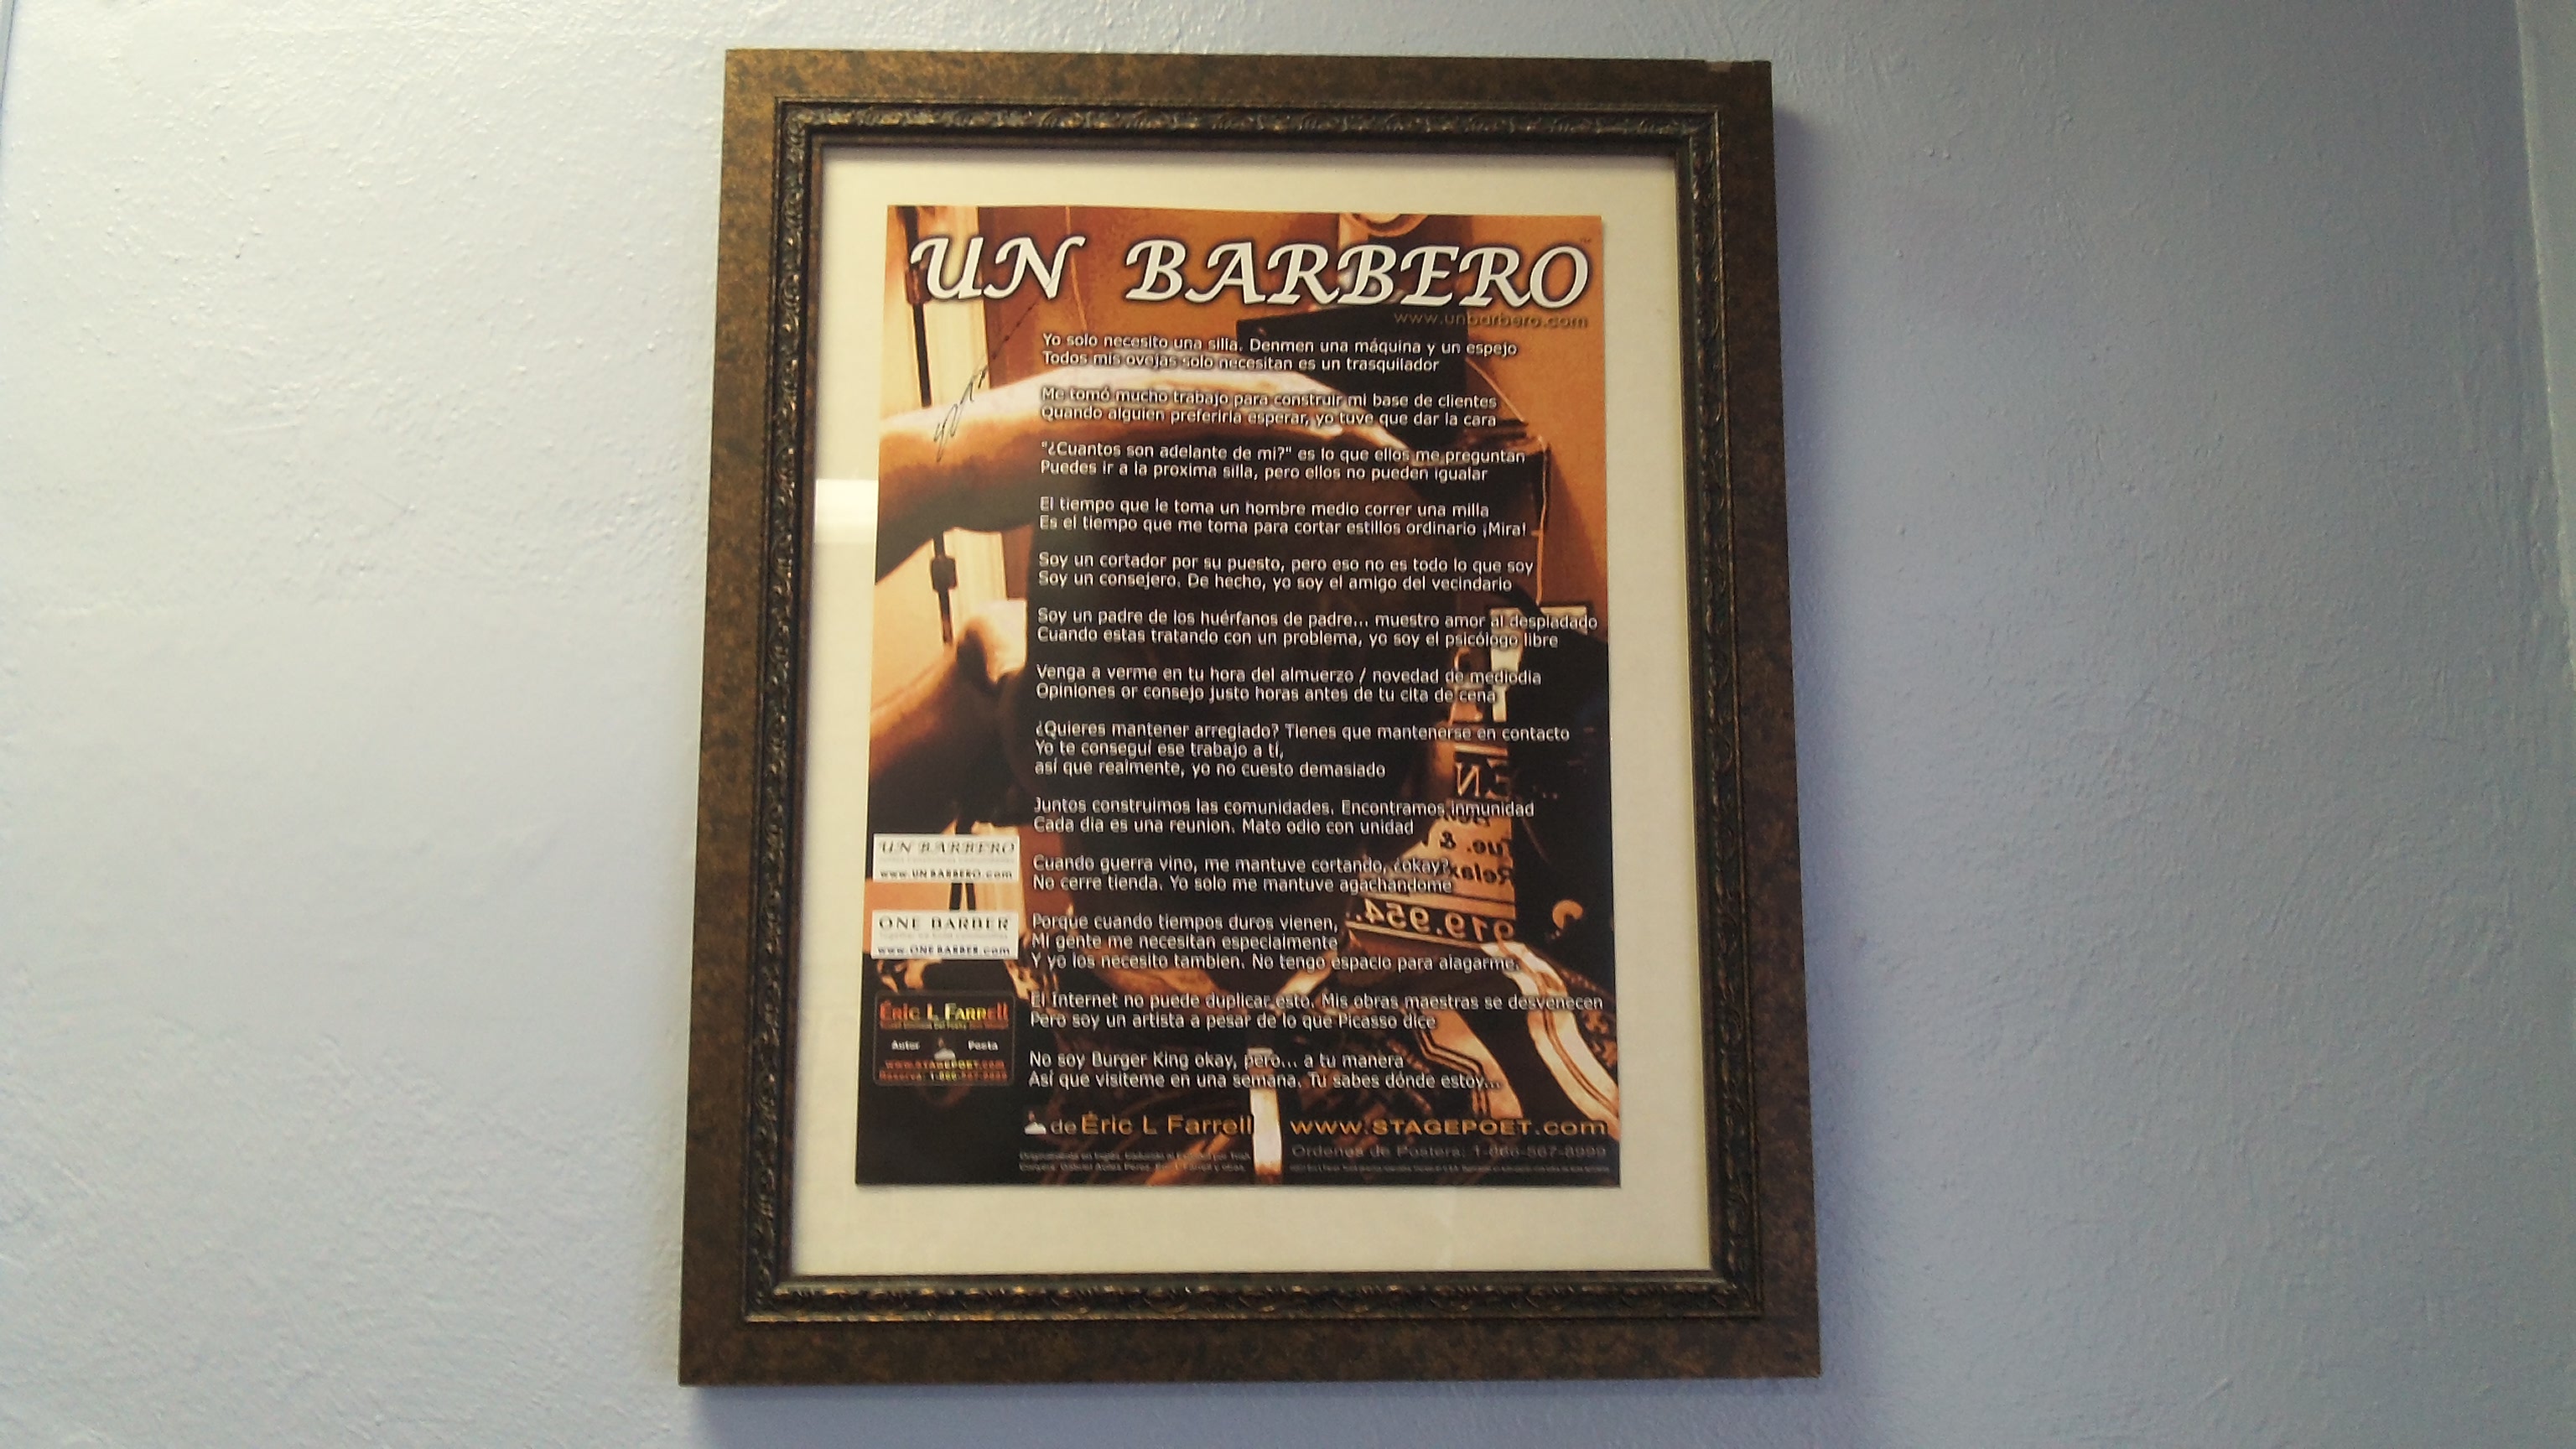 UN BARBERO
www.unbarbero.com
Yo solo necesito una silla. Denmen una máquina y un espejo
Todos mis ovejas solo necesitan es un trasquilador
Me tomó mucho trabajo para construir mi base de clientes
Quando alguien preferiria esperar, yo tuve que dar la cara
"¿Cuantos son adelante de mi?" es lo que ellos me preguntan
Puedes ir a la proxima silla, pero ellos no pueden igualar
El tiempo que le toma un hombre medio correr una milla
Es el tiempo que me toma para cortar estillos ordinario ¡Mira!
Soy un cortador por su puesto, pero eso no es todo lo que soy
Soy un consejero. De hecho, yo soy el amigo del vecindario
Soy un padre de los huérfanos de padre... muestro amor al despiadado
Cuando estas tratando con un problema, yo soy el psicólogo libre
Venga a verme en tu hora del almuerzo / novedad de mediodia
Opiniones or consejo justo horas antes de tu cita de cena
¿Quieres mantener arreglado? Tienes que mantenerse en contacto
Yo te conseguí ese trabajo a tí,
así que realmente, yo no cuesto demasiado
Juntos construimos las comunidades. Encontramos inmunidad
Cada dia es una reunion. Mato odio con unidad
Cuando guerra vino, me mantuve cortando, ¿okay?
No cerre tienda. Yo solo me mantuve agachandome
Porque cuando tiempos duros vienen,
Mi gente me necesitan especialmente
Y yo los necesito tambien. No tengo espacio para alagarme.
El Internet no puede duplicar esto. Mis obras maestras se desvenecen
Pero soy un artista a pesar de lo que Picasso dice
No soy Burger King okay, pero... a tu manera
Así que visiteme en una semana. Tu sabes dónde estoy...
UN BARBERO
www.UNBARBERO.com
ONE BARBER
www.ONEBARBER.com
Éric L Farrell
Autor Poeta
www.STAGEPOET.com
de Éric L Farrell www.STAGEPOET.com
Ordenes de Posters: 1-866-567-8999
919.954.